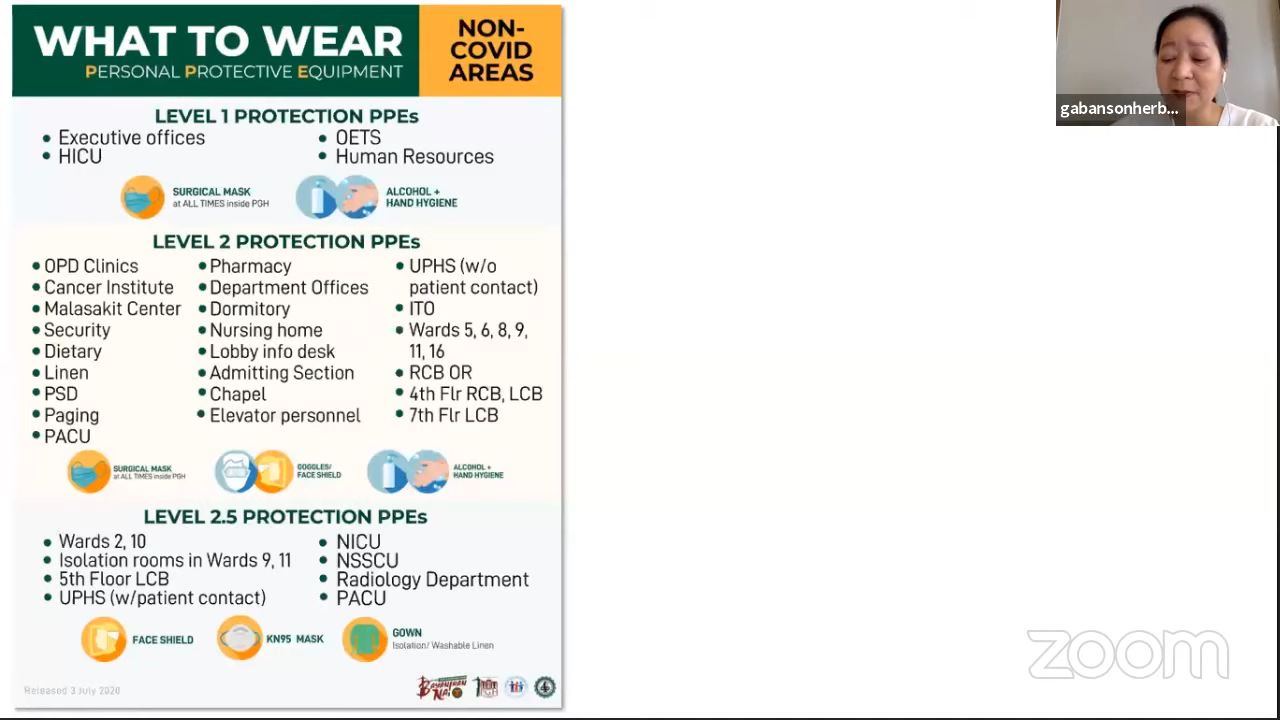 WHAT TO WEAR
PERSONAL PROTECTIVE EQUIPMENT
NON-
COVID
AREAS
LEVEL 1 PROTECTION PPEs
• Executive offices
• HICU
• OETS
• Human Resources
SURGICAL MASK
at ALL TIMES inside PGH
ALCOHOL +
HAND HYGIENE
LEVEL 2 PROTECTION PPEs
• OPD Clinics
• Cancer Institute
• Malasakit Center
• Security
• Dietary
• Linen
• PSD
• Paging
• PACU
• Pharmacy
• Department Offices
• Dormitory
• Nursing home
• Lobby info desk
• Admitting Section
• Chapel
• Elevator personnel
• UPHS (w/o
patient contact)
• ITO
• Wards 5, 6, 8, 9,
11, 16
• RCB OR
• 4th Flr RCB, LCB
• 7th Flr LCB
SURGICAL MASK
at ALL TIMES inside PGH
GOGGLES/
FACE SHIELD
ALCOHOL +
HAND HYGIENE
LEVEL 2.5 PROTECTION PPEs
• Wards 2, 10
• Isolation rooms in Wards 9, 11
• 5th Floor LCB
• UPHS (w/patient contact)
• NICU
• NSSCU
• Radiology Department
• PACU
FACE SHIELD
KN95 MASK
GOWN
Isolation/ Washable Linen
Released 3 July 2020
Bayanihan
Na!
gabansonherb...
zoom